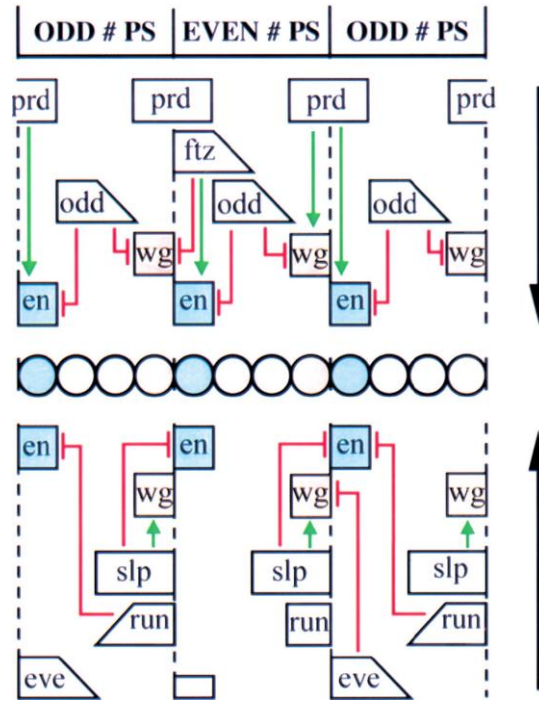 ODD # PS EVEN # PS ODD # PS
prd prd prd prd
ftz
odd odd odd
wg wg wg
en en en
en en en
wg wg wg
slp slp slp
run run run
eve eve